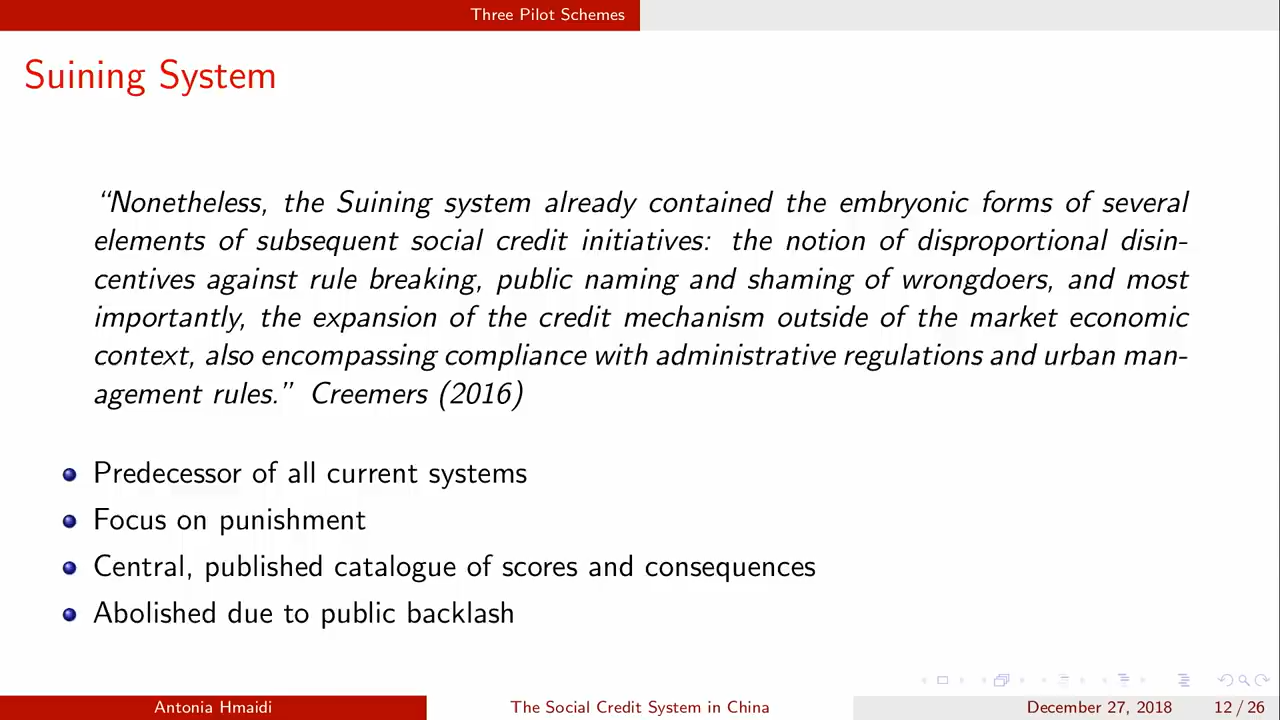 Three Pilot Schemes
Suining System
“Nonetheless, the Suining system already contained the embryonic forms of several
elements of subsequent social credit initiatives: the notion of disproportional disin-
centives against rule breaking, public naming and shaming of wrongdoers, and most
importantly, the expansion of the credit mechanism outside of the market economic
context, also encompassing compliance with administrative regulations and urban man-
agement rules.” Creemers (2016)
Predecessor of all current systems
Focus on punishment
Central, published catalogue of scores and consequences
Abolished due to public backlash
Antonia Hmaidi The Social Credit System in China December 27, 2018 12 / 26